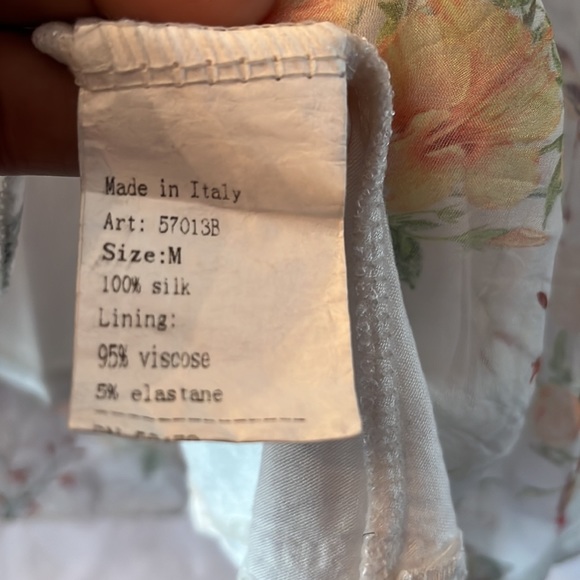 Made in Italy
Art: 57013B
Size:M
100% silk
Lining:
95% viscose
5% elastane